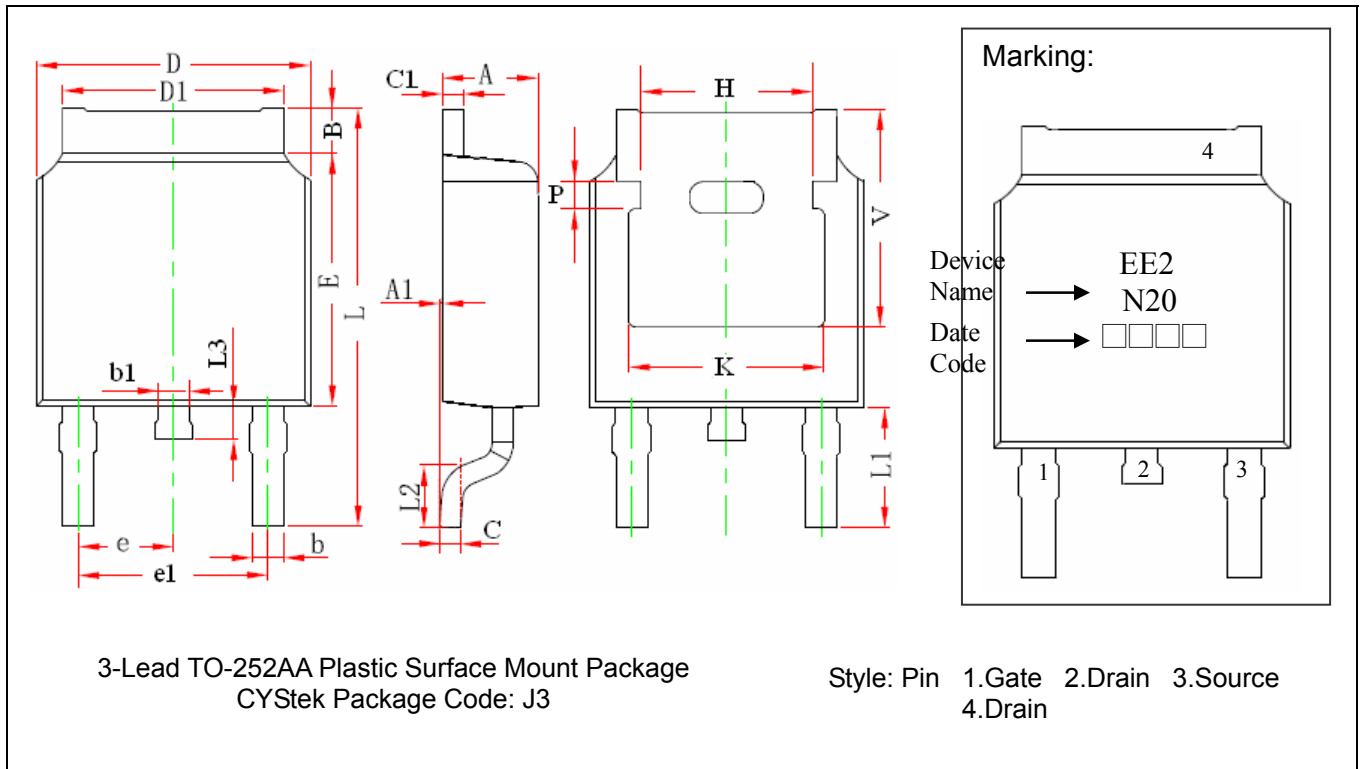 D
D1
B
E
L
L3
b1
e
e1
b
C1
A
A1
L2
C
H
P
V
K
L1
Marking:
4
Device
Name
EE2
N20
Date
Code
□□□□
1
2
3
3-Lead TO-252AA Plastic Surface Mount Package
CYStek Package Code: J3
Style: Pin 1.Gate 2.Drain 3.Source
4.Drain